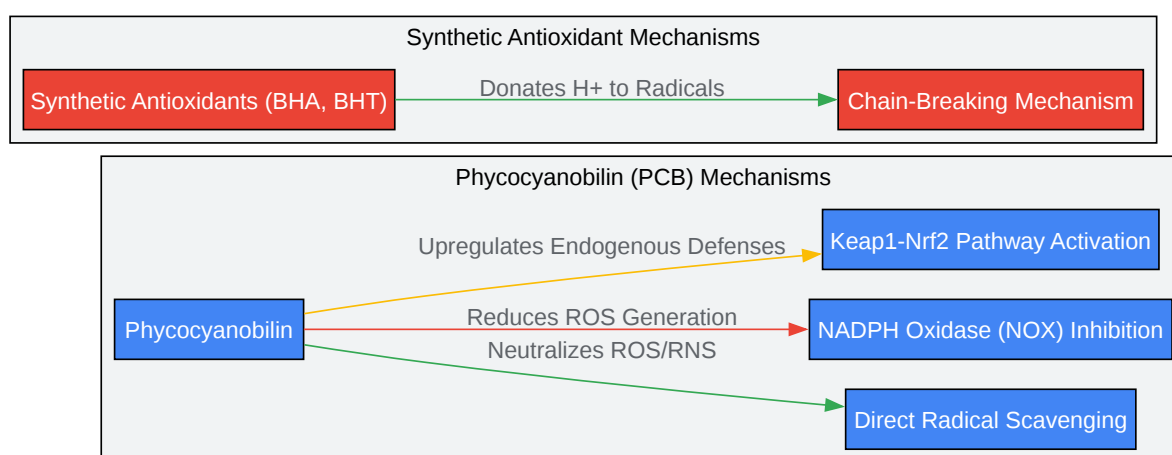 Synthetic Antioxidant Mechanisms
Synthetic Antioxidants (BHA, BHT)
Donates H+ to Radicals
Chain-Breaking Mechanism
Phycocyanobilin (PCB) Mechanisms
Phycocyanobilin
Upregulates Endogenous Defenses
Keap1-Nrf2 Pathway Activation
Reduces ROS Generation
NADPH Oxidase (NOX) Inhibition
Neutralizes ROS/RNS
Direct Radical Scavenging